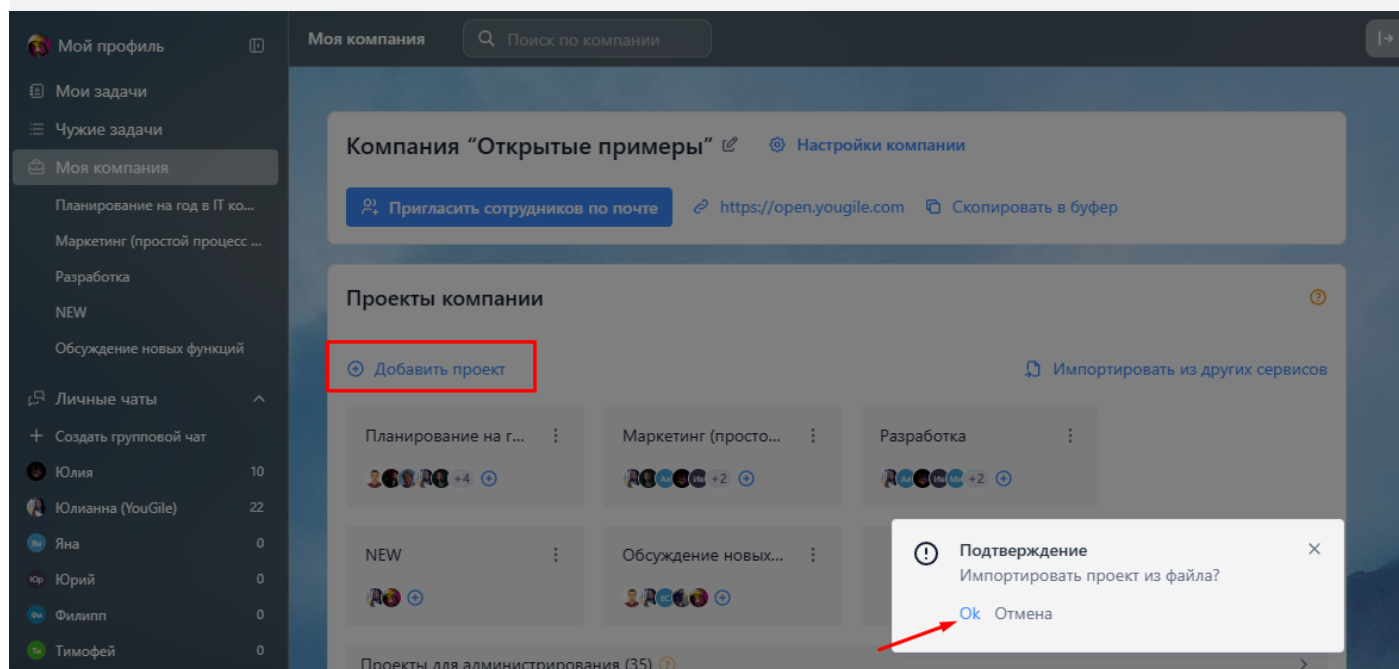 Мой профиль
Мои задачи
Чужие задачи
Моя компания
Планирование на год в IT ко...
Маркетинг (простой процесс ...
Разработка
NEW
Обсуждение новых функций
Личные чаты
Создать групповой чат
Юлия 10
Юлианна (YouGile) 22
Яна 0
Юрий 0
Филипп 0
Тимофей 0
Моя компания Поиск по компании
Компания “Открытые примеры” Настройки компании
Пригласить сотрудников по почте https://open.yougile.com Скопировать в буфер
Проекты компании
Добавить проект Импортировать из других сервисов
Планирование на г... Маркетинг (просто... Разработка
+4 +2 +2
NEW Обсуждение новых...
Проекты для администрирования (35)
Подтверждение
Импортировать проект из файла?
Ok Отмена